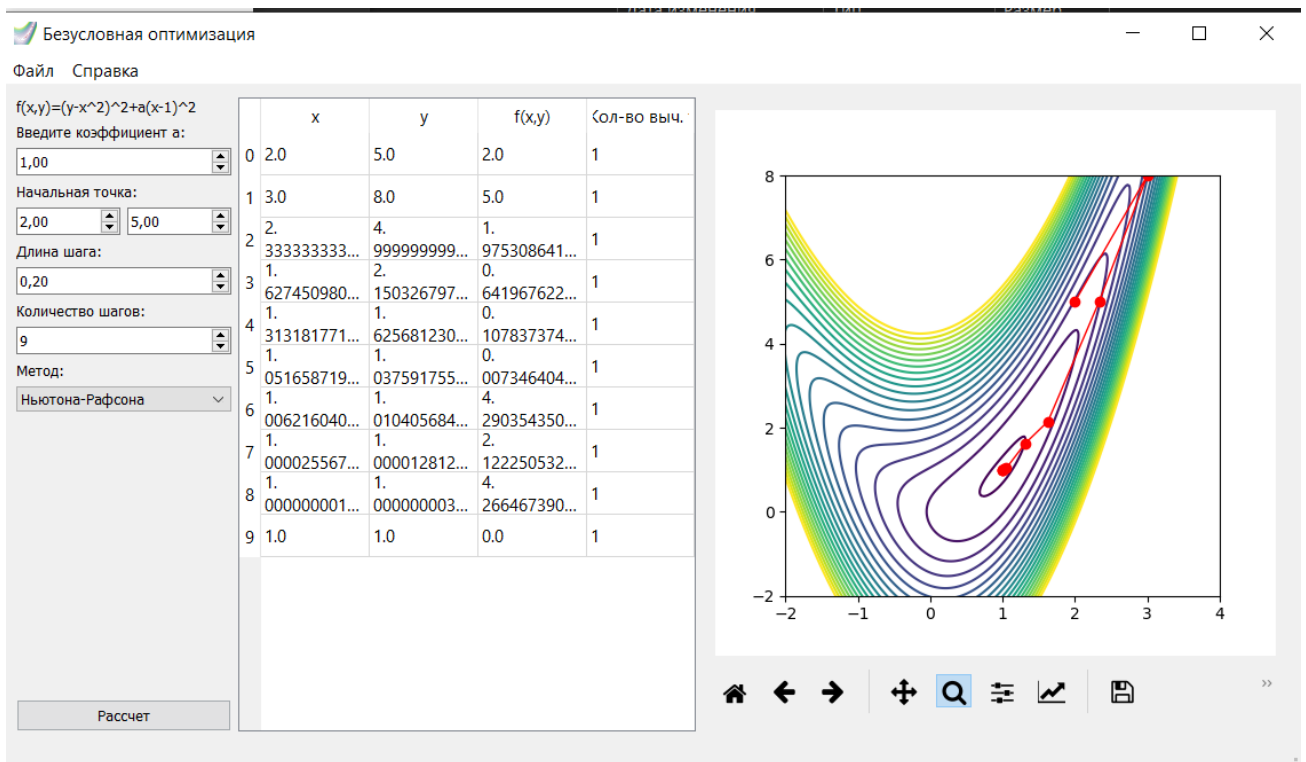 Безусловная оптимизация
Файл Справка
f(x,y)=(y-x^2)^2+a(x-1)^2
Введите коэффициент а:
1,00
Начальная точка:
2,00 5,00
Длина шага:
0,20
Количество шагов:
9
Метод:
Ньютона-Рафсона
Рассчет
x y f(x,y) Кол-во выч.
0 2.0 5.0 2.0 1
1 3.0 8.0 5.0 1
2 2. 333333333... 4. 999999999... 1. 975308641... 1
3 1. 627450980... 2. 150326797... 0. 641967622... 1
4 1. 313181771... 1. 625681230... 0. 107837374... 1
5 1. 051658719... 1. 037591755... 0. 007346404... 1
6 1. 006216040... 1. 010405684... 4. 290354350... 1
7 1. 000025567... 1. 000012812... 2. 122250532... 1
8 1. 000000001... 1. 000000003... 4. 266467390... 1
9 1.0 1.0 0.0 1
8
6
4
2
0
−2
−2 −1 0 1 2 3 4